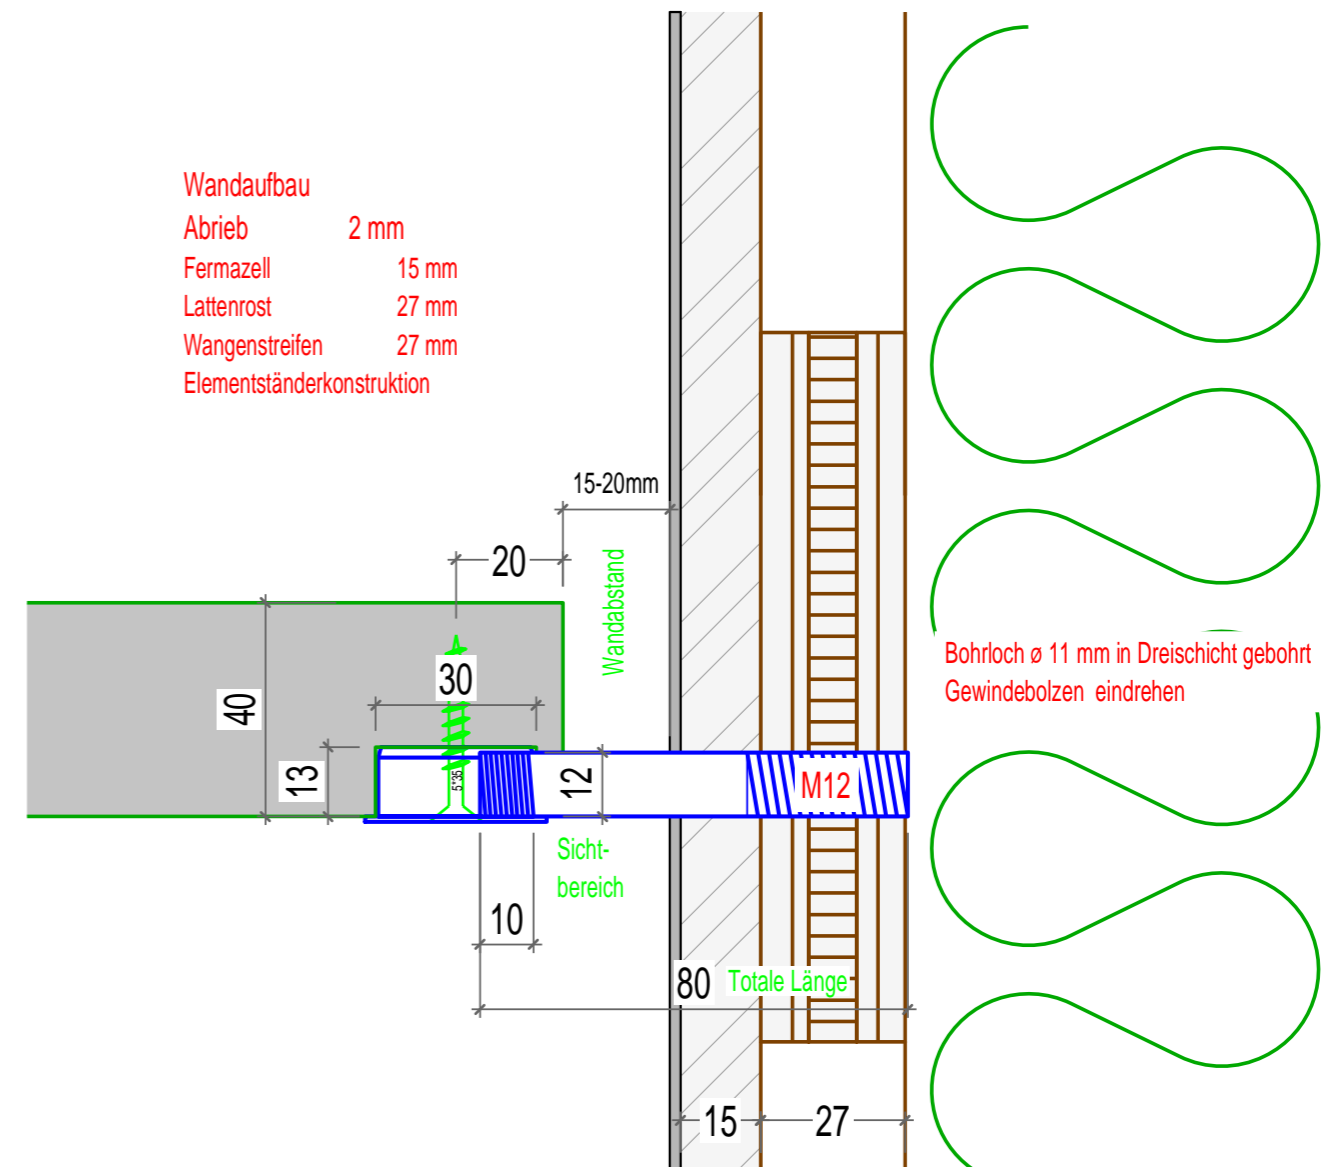 Wandaufbau
Abrieb 2 mm
Fermazell 15 mm
Lattenrost 27 mm
Wangenstreifen 27 mm
Elementständerkonstruktion
15-20mm
20
Wandabstand
Bohrloch ø 11 mm in Dreischicht gebohrt
Gewindebolzen eindrehen
30
40
13
5*35
12
M12
Sicht-
bereich
10
80 Totale Länge
15 27